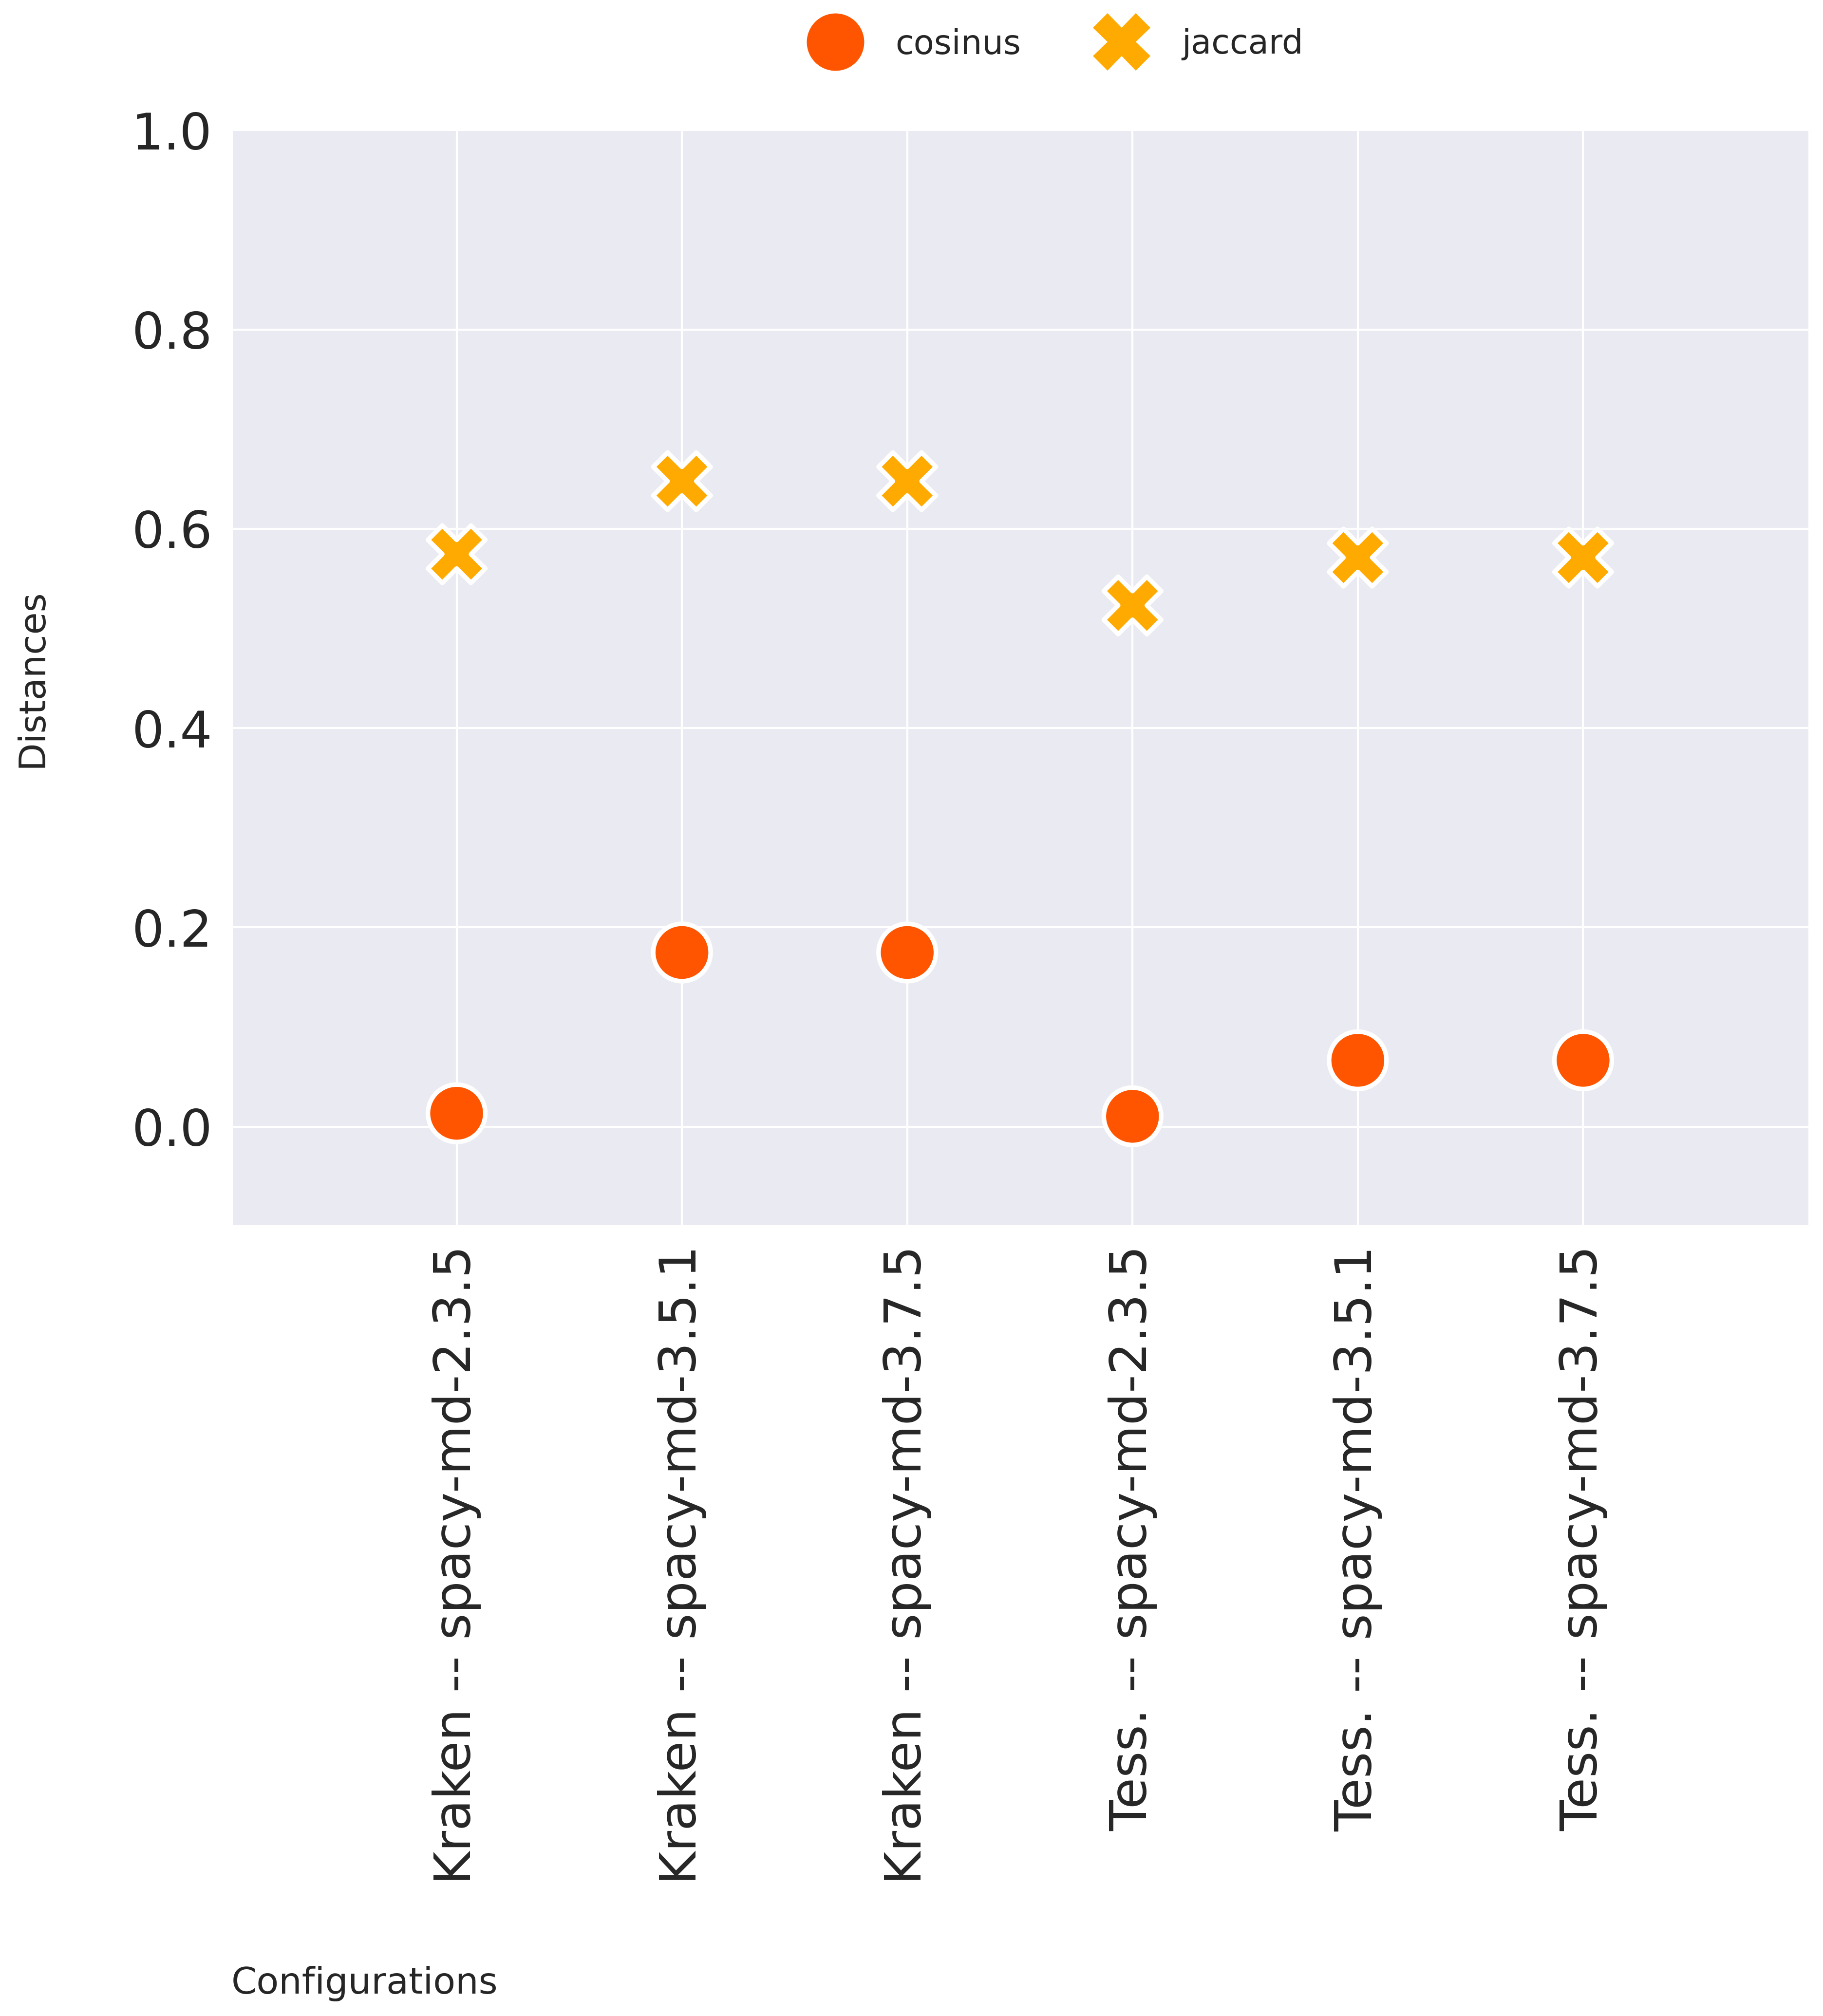 cosinus jaccard
1.0
0.8
0.6
0.4
0.2
0.0
Distances
Kraken -- spacy-md-2.3.5
Kraken -- spacy-md-3.5.1
Kraken -- spacy-md-3.7.5
Tess. -- spacy-md-2.3.5
Tess. -- spacy-md-3.5.1
Tess. -- spacy-md-3.7.5
Configurations